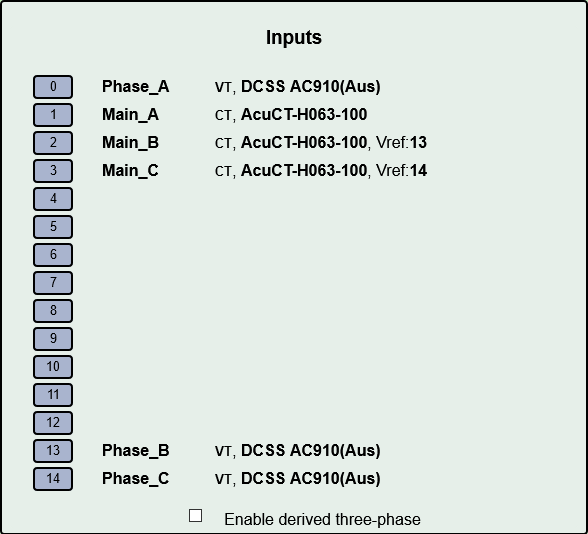 Inputs
0 Phase_A VT, DCSS AC910(Aus)
1 Main_A CT, AcuCT-H063-100
2 Main_B CT, AcuCT-H063-100, Vref:13
3 Main_C CT, AcuCT-H063-100, Vref:14
4
5
6
7
8
9
10
11
12
13 Phase_B VT, DCSS AC910(Aus)
14 Phase_C VT, DCSS AC910(Aus)
Enable derived three-phase